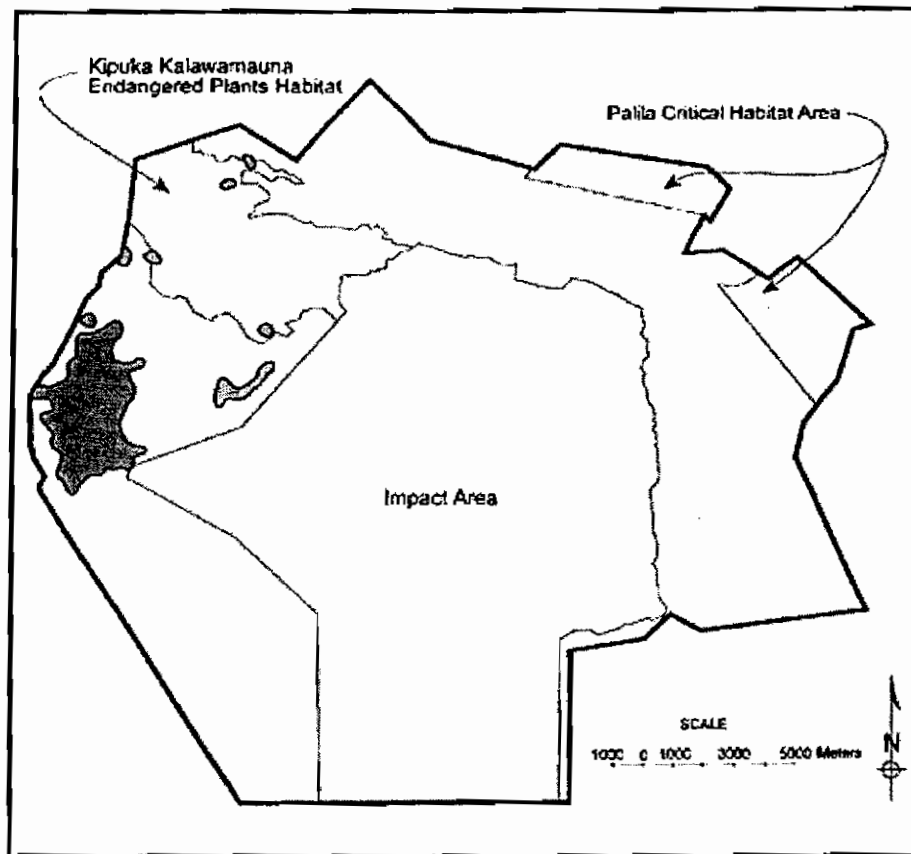 Kipuka Kalawamauna
Endangered Plants Habitat
Palila Critical Habitat Area
Impact Area
SCALE
1000 0 1000 3000 5000 Meters
N